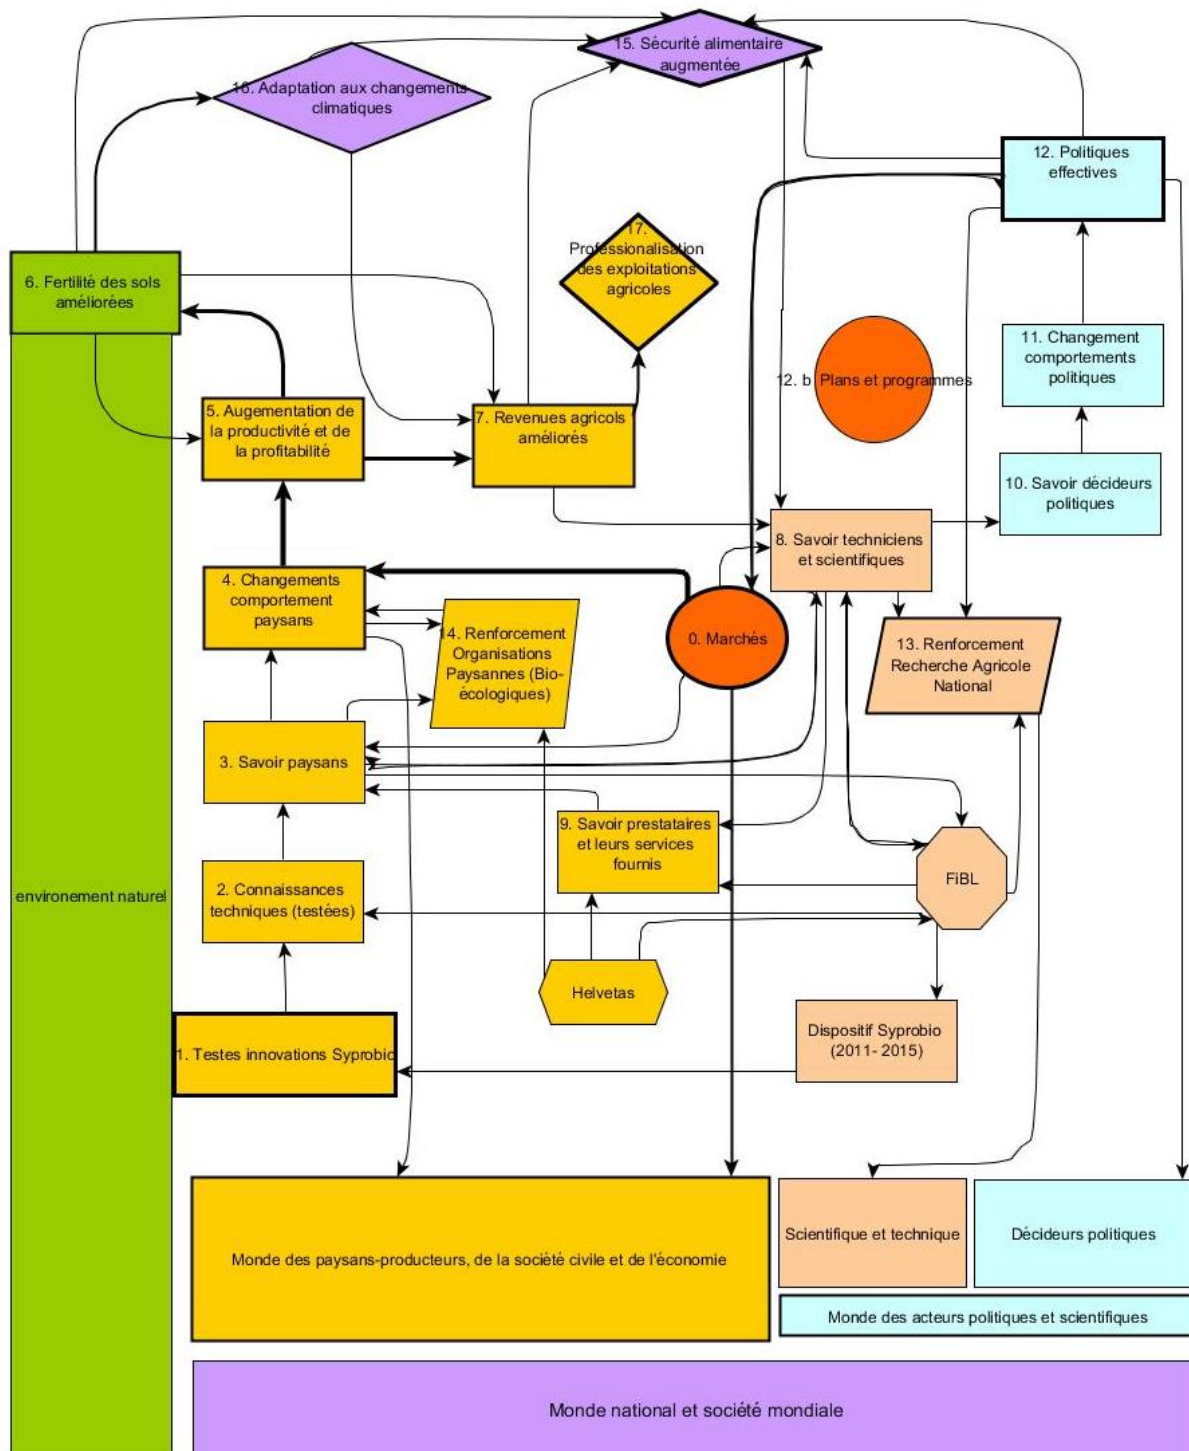 15. Sécurité alimentaire
augmentée
16. Adaptation aux changements
climatiques
12. Politiques
effectives
17.
Professionalisation
des exploitations
agricoles
6. Fertilité des sols
améliorées
11. Changement
comportements
politiques
12. b Plans et programmes
5. Augementation de
la productivité et de
la profitabilité
7. Revenues agricols
améliorés
10. Savoir décideurs
politiques
8. Savoir techniciens
et scientifiques
4. Changements
comportement
paysans
14. Renforcement
Organisations
Paysannes (Bio-
écologiques)
0. Marchés
13. Renforcement
Recherche Agricole
National
3. Savoir paysans
9. Savoir prestataires
et leurs services
fournis
FiBL
2. Connaissances
techniques (testées)
environement naturel
Helvetas
Dispositif Syprobio
(2011- 2015)
1. Testes innovations Syprobio
Monde des paysans-producteurs, de la société civile et de l'économie
Scientifique et technique
Décideurs politiques
Monde des acteurs politiques et scientifiques
Monde national et société mondiale